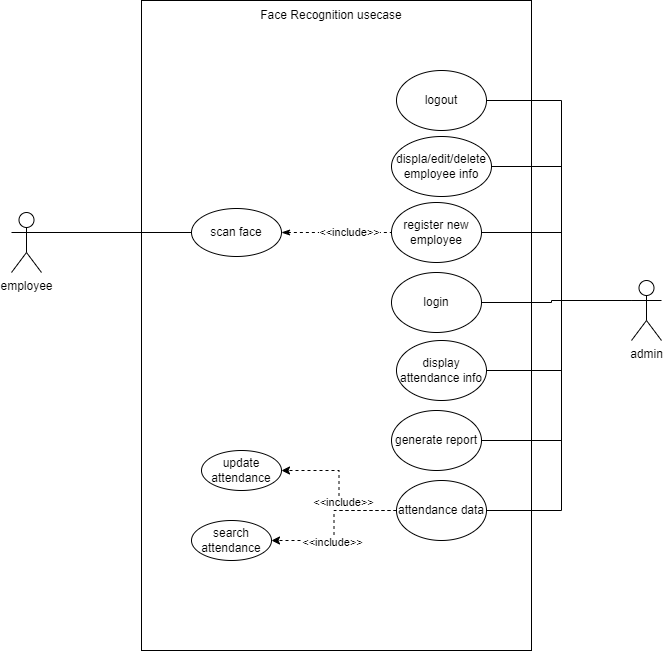 Face Recognition usecase
logout
displa/edit/delete
employee info
scan face
<<include>>
register new
employee
employee
login
admin
display
attendance info
generate report
update
attendance
<<include>>
attendance data
search
attendance
<<include>>